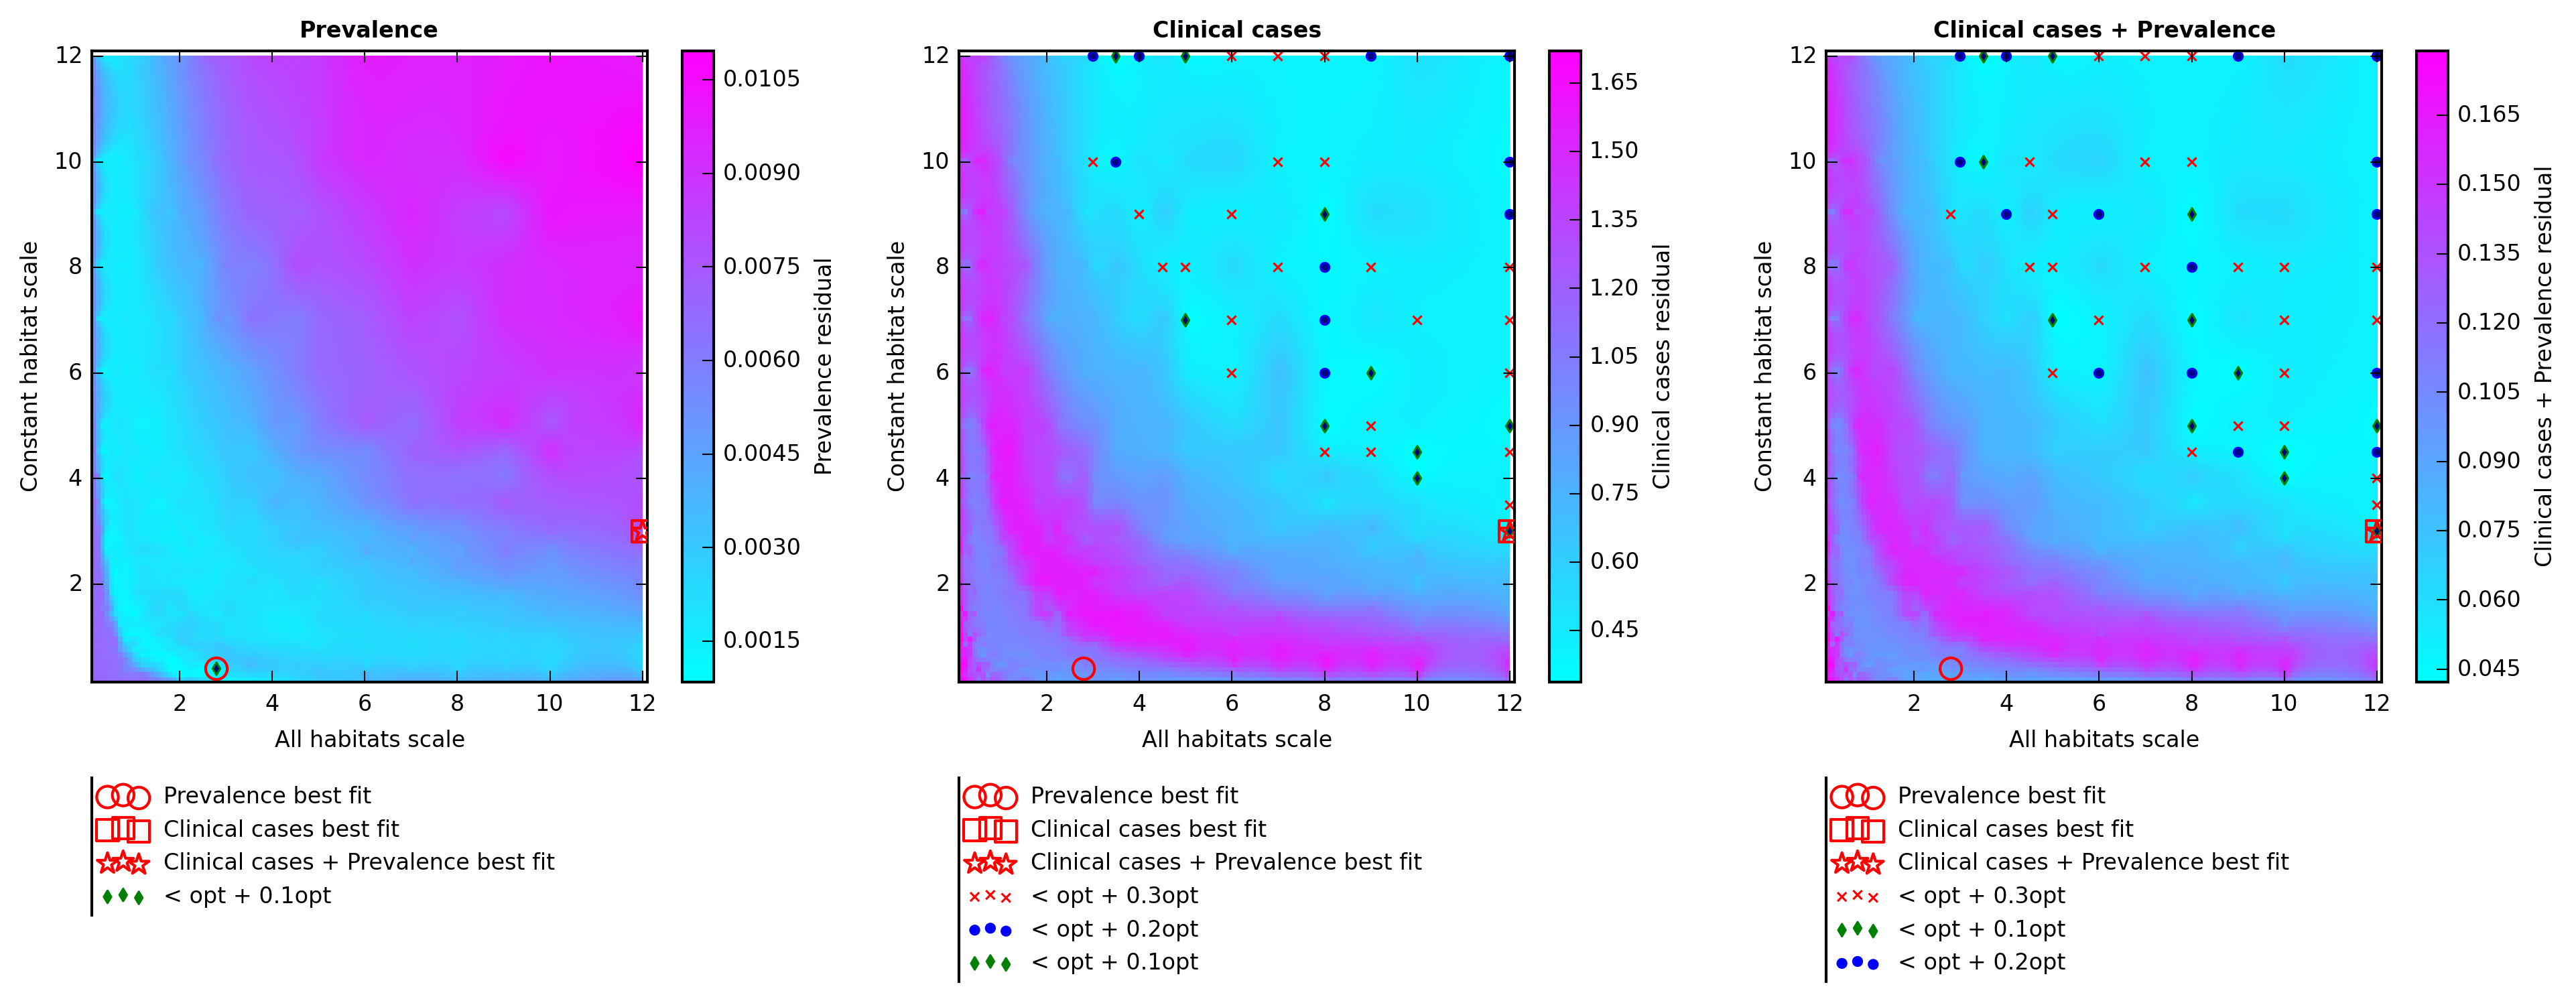 Prevalence
12
10
8
6
4
2
2 4 6 8 10 12
Constant habitat scale
All habitats scale
0.0105
0.0090
0.0075
0.0060
0.0045
0.0030
0.0015
Prevalence residual
Prevalence best fit
Clinical cases best fit
Clinical cases + Prevalence best fit
< opt + 0.1opt
Clinical cases
12
10
8
6
4
2
2 4 6 8 10 12
Constant habitat scale
All habitats scale
1.65
1.50
1.35
1.20
1.05
0.90
0.75
0.60
0.45
Clinical cases residual
Prevalence best fit
Clinical cases best fit
Clinical cases + Prevalence best fit
< opt + 0.3opt
< opt + 0.2opt
< opt + 0.1opt
Clinical cases + Prevalence
12
10
8
6
4
2
2 4 6 8 10 12
Constant habitat scale
All habitats scale
0.165
0.150
0.135
0.120
0.105
0.090
0.075
0.060
0.045
Clinical cases + Prevalence residual
Prevalence best fit
Clinical cases best fit
Clinical cases + Prevalence best fit
< opt + 0.3opt
< opt + 0.1opt
< opt + 0.2opt